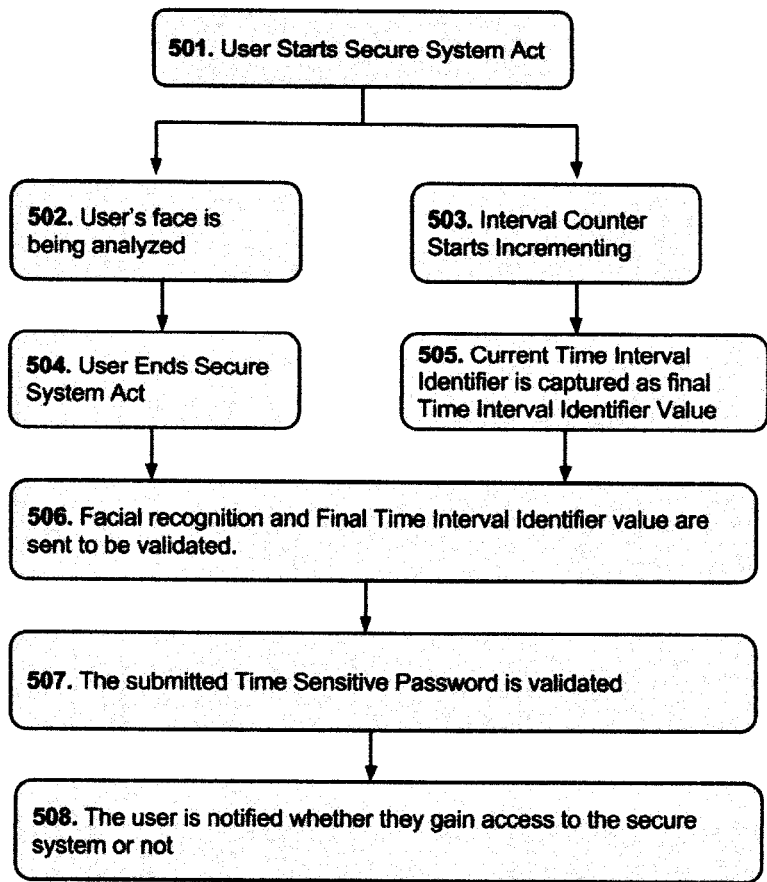 501. User Starts Secure System Act
502. User's face is
being analyzed
503. Interval Counter
Starts Incrementing
504. User Ends Secure
System Act
505. Current Time Interval
Identifier is captured as final
Time Interval Identifier Value
506. Facial recognition and Final Time Interval Identifier value are
sent to be validated.
507. The submitted Time Sensitive Password is validated
508. The user is notified whether they gain access to the secure
system or not